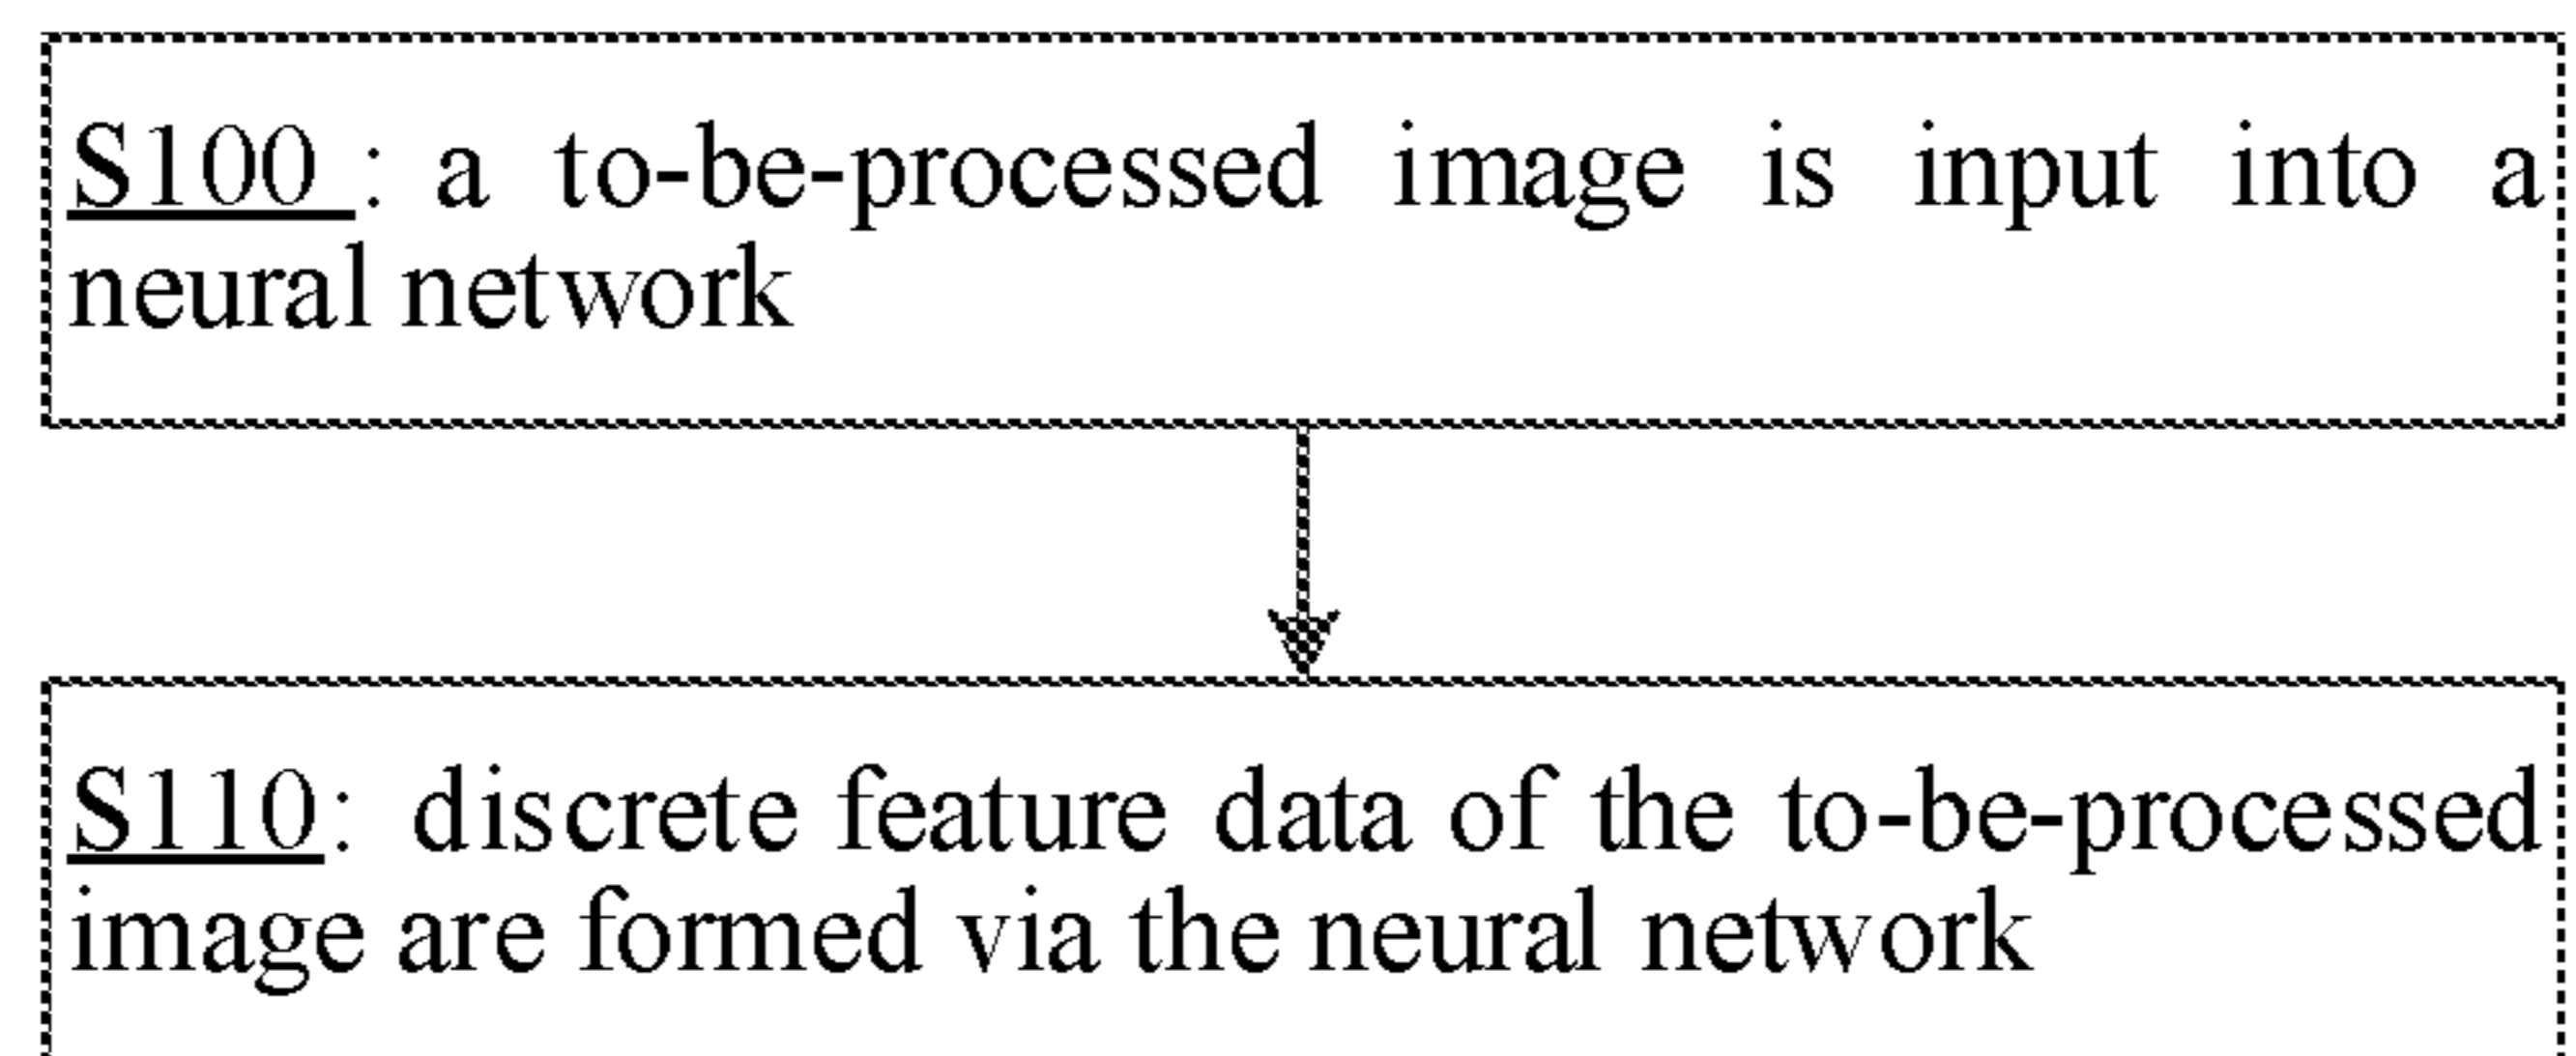 S100 : a to-be-processed image is input into a
neural network
S110: discrete feature data of the to-be-processed
image are formed via the neural network